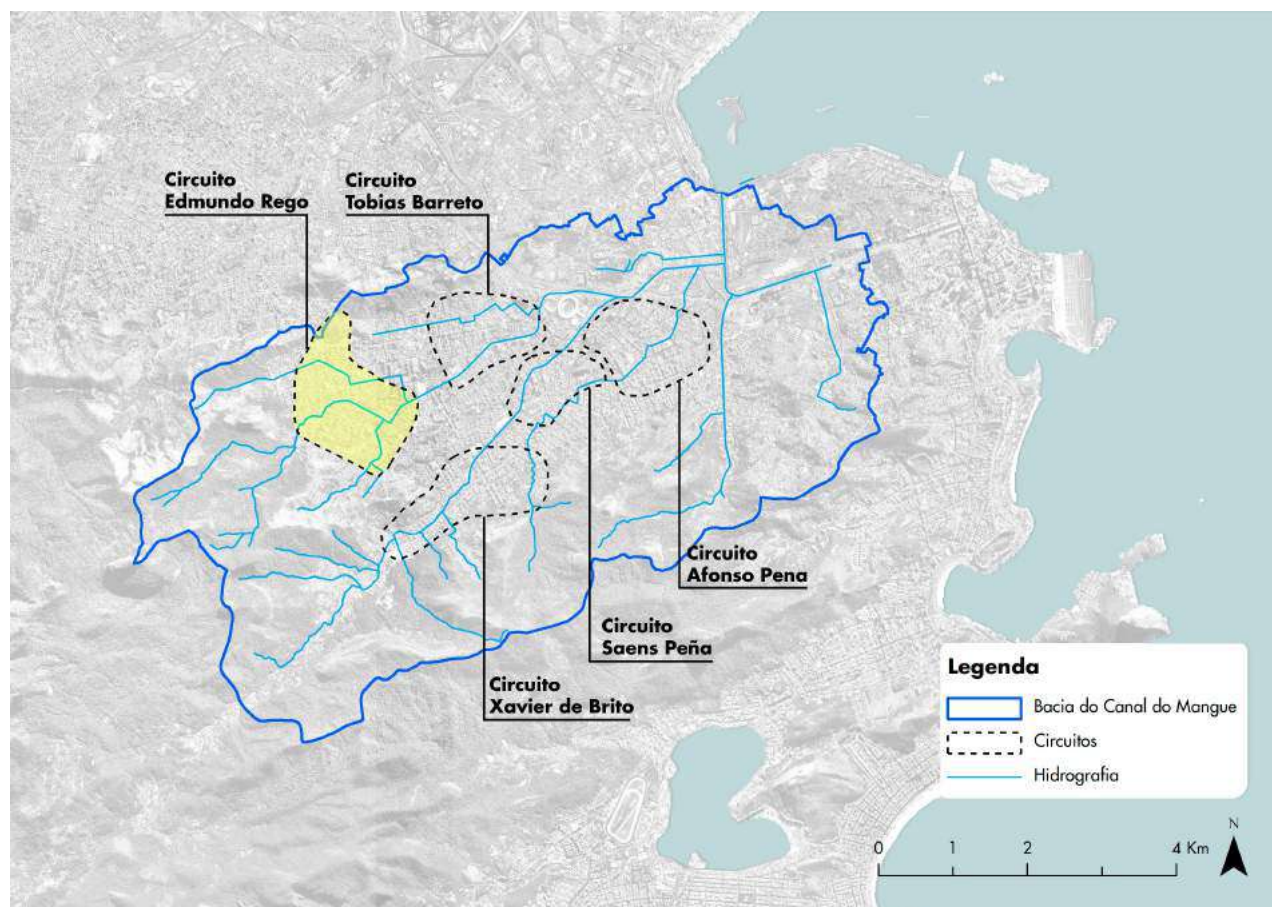 Circuito
Edmundo Rego
Circuito
Tobias Barreto
Circuito
Afonso Pena
Circuito
Saens Peña
Circuito
Xavier de Brito
Legenda
Bacia do Canal do Mangue
Circuitos
Hidrografia
N
0 1 2 4 Km